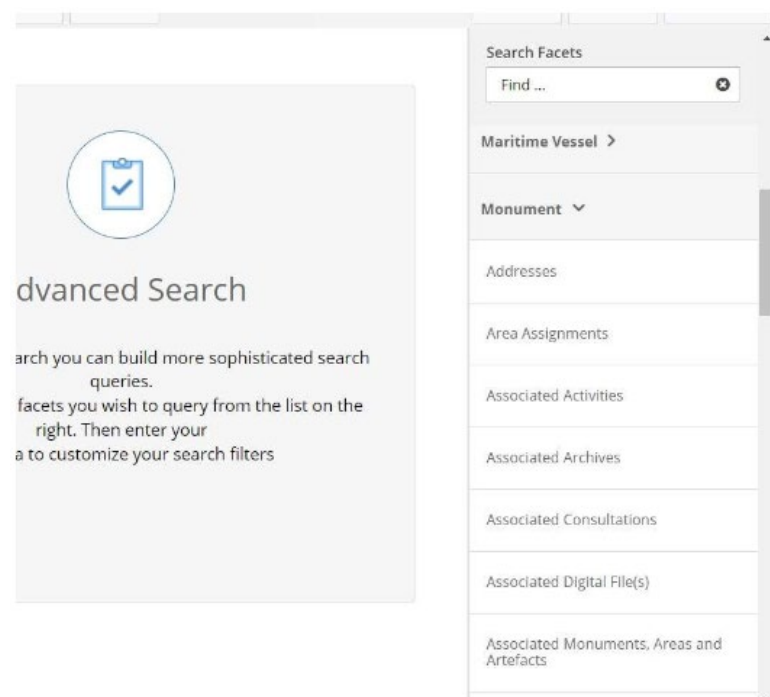 dvanced Search
arch you can build more sophisticated search
queries.
facets you wish to query from the list on the
right. Then enter your
a to customize your search filters
Search Facets
Find ...
Maritime Vessel
Monument
Addresses
Area Assignments
Associated Activities
Associated Archives
Associated Consultations
Associated Digital File(s)
Associated Monuments, Areas and
Artefacts